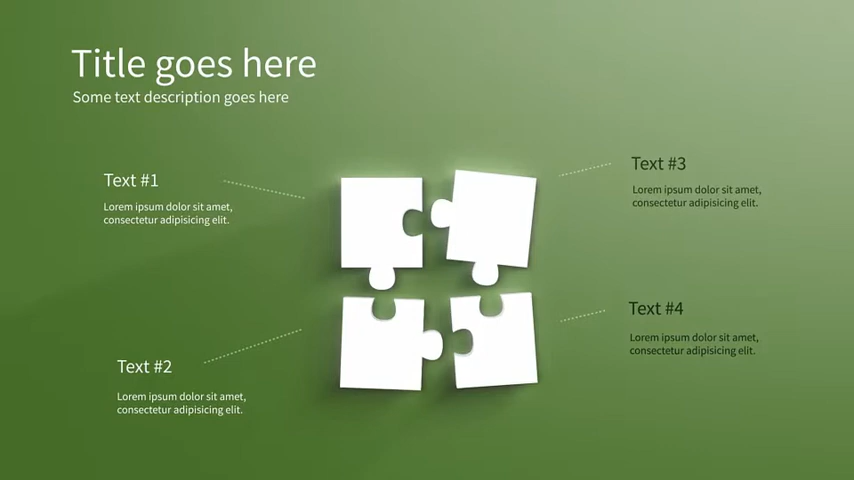 Title goes here
Some text description goes here
Text #1
Lorem ipsum dolor sit amet,
consectetur adipisicing elit.
Text #2
Lorem ipsum dolor sit amet,
consectetur adipisicing elit.
Text #3
Lorem ipsum dolor sit amet,
consectetur adipisicing elit.
Text #4
Lorem ipsum dolor sit amet,
consectetur adipisicing elit.